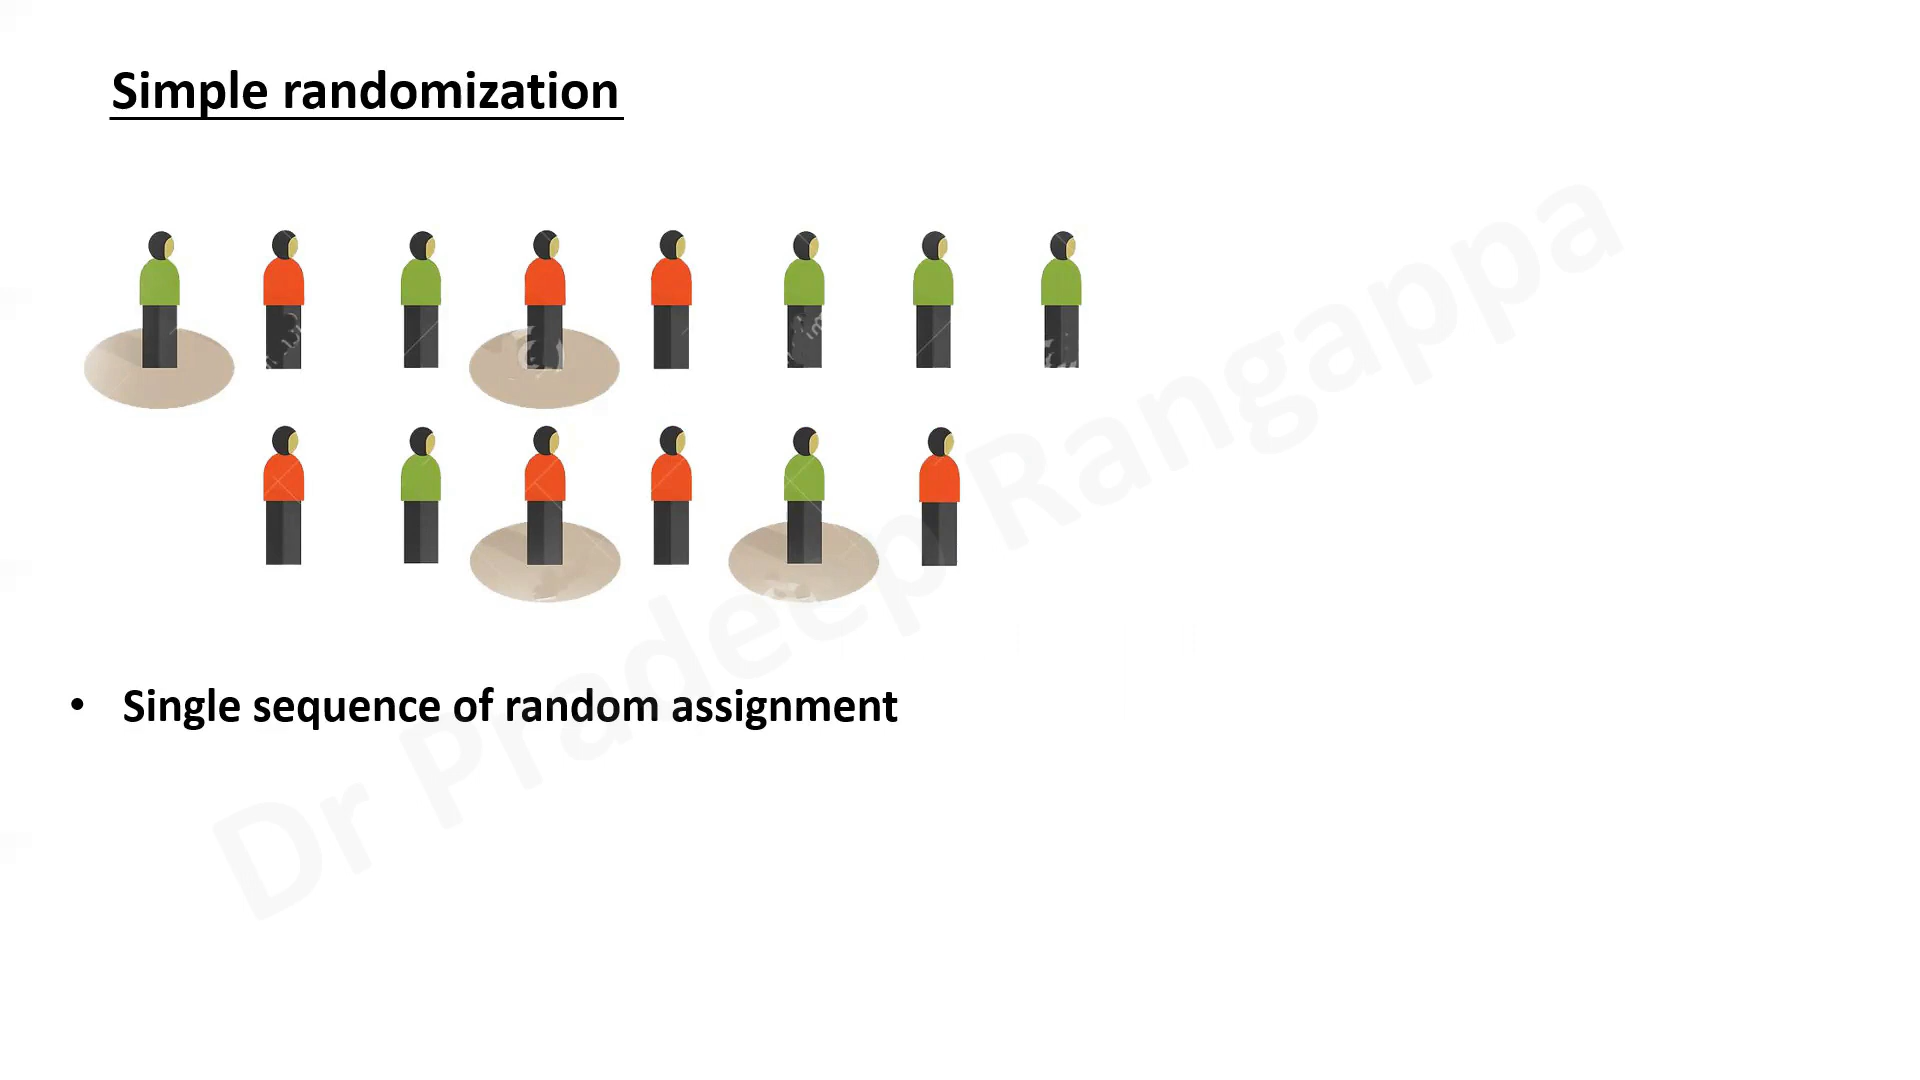 Simple randomization
• Single sequence of random assignment
Dr Pradeep Rangappa